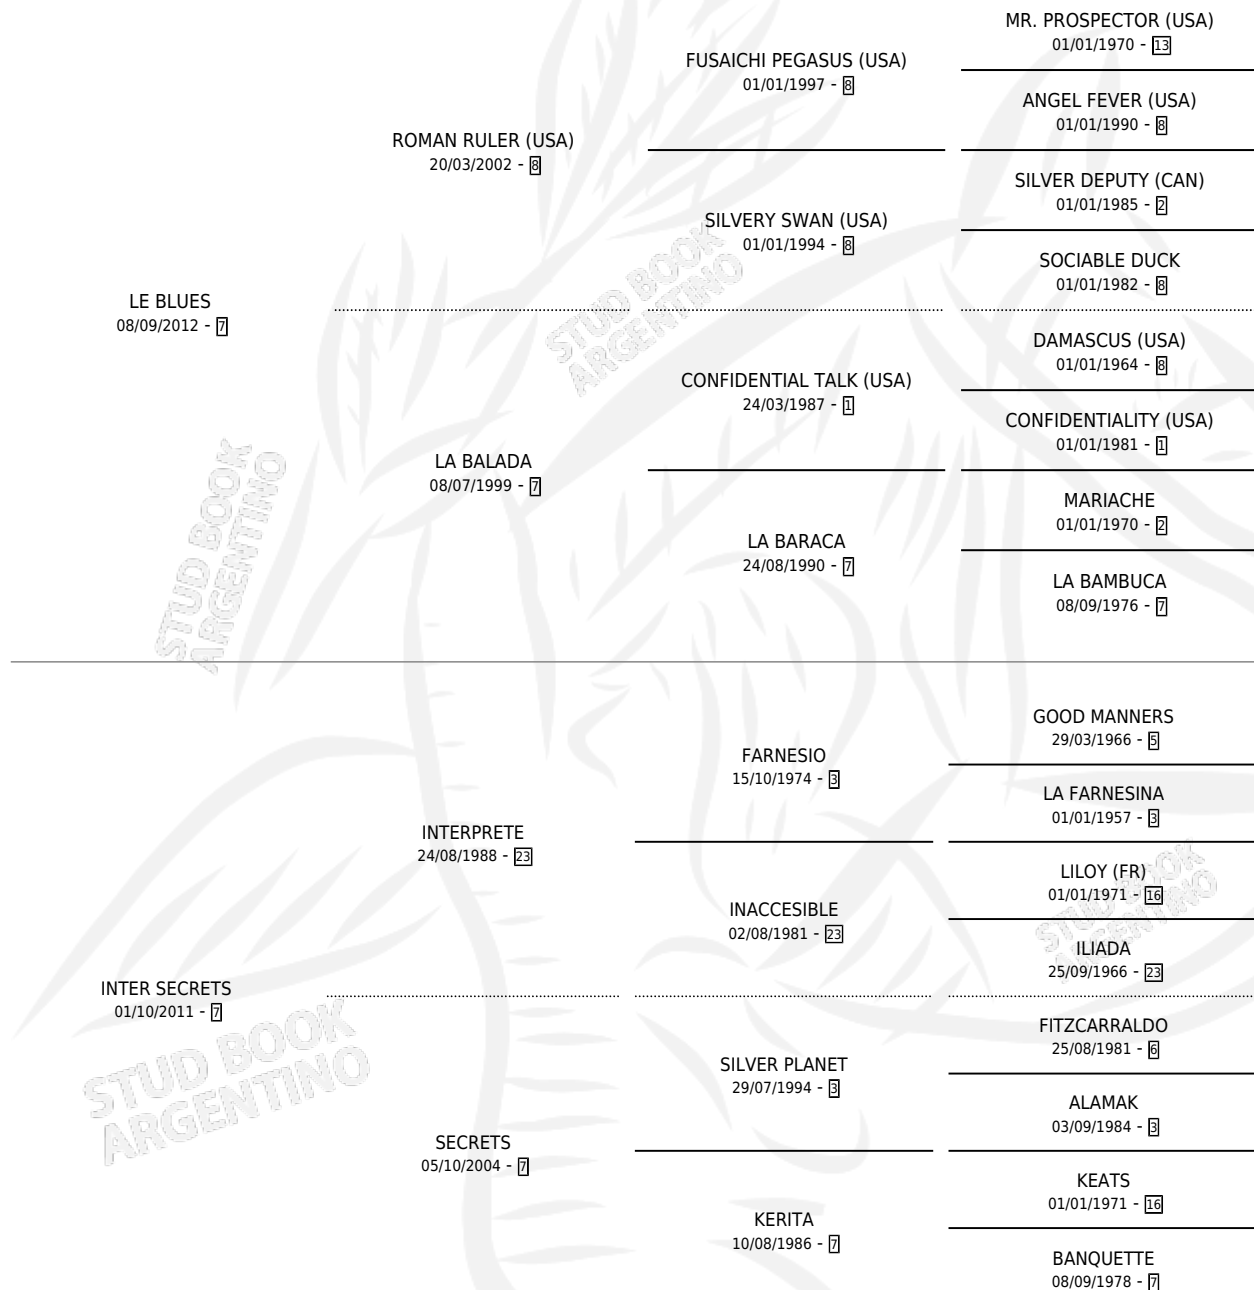 MR. PROSPECTOR (USA)
01/01/1970 - 13
FUSAICHI PEGASUS (USA)
01/01/1997 - 8
ANGEL FEVER (USA)
01/01/1990 - 8
ROMAN RULER (USA)
20/03/2002 - 8
SILVER DEPUTY (CAN)
01/01/1985 - 2
SILVERY SWAN (USA)
01/01/1994 - 8
SOCIABLE DUCK
01/01/1982 - 8
LE BLUES
08/09/2012 - 7
DAMASCUS (USA)
01/01/1964 - 8
CONFIDENTIAL TALK (USA)
24/03/1987 - 1
CONFIDENTIALITY (USA)
01/01/1981 - 1
LA BALADA
08/07/1999 - 7
MARIACHE
01/01/1970 - 2
LA BARACA
24/08/1990 - 7
LA BAMBUCA
08/09/1976 - 7
GOOD MANNERS
29/03/1966 - 5
FARNESIO
15/10/1974 - 3
LA FARNESINA
01/01/1957 - 3
INTERPRETE
24/08/1988 - 23
LILOY (FR)
01/01/1971 - 16
INACCESIBLE
02/08/1981 - 23
ILIADA
25/09/1966 - 23
INTER SECRETS
01/10/2011 - 7
FITZCARRALDO
25/08/1981 - 6
SILVER PLANET
29/07/1994 - 3
ALAMAK
03/09/1984 - 3
SECRETS
05/10/2004 - 7
KEATS
01/01/1971 - 16
KERITA
10/08/1986 - 7
BANQUETTE
08/09/1978 - 7
STUD BOOK
ARGENTINO
STUD BOOK
ARGENTINO
STUD BOOK
ARGENTINO
STUD BOOK
ARGENTINO